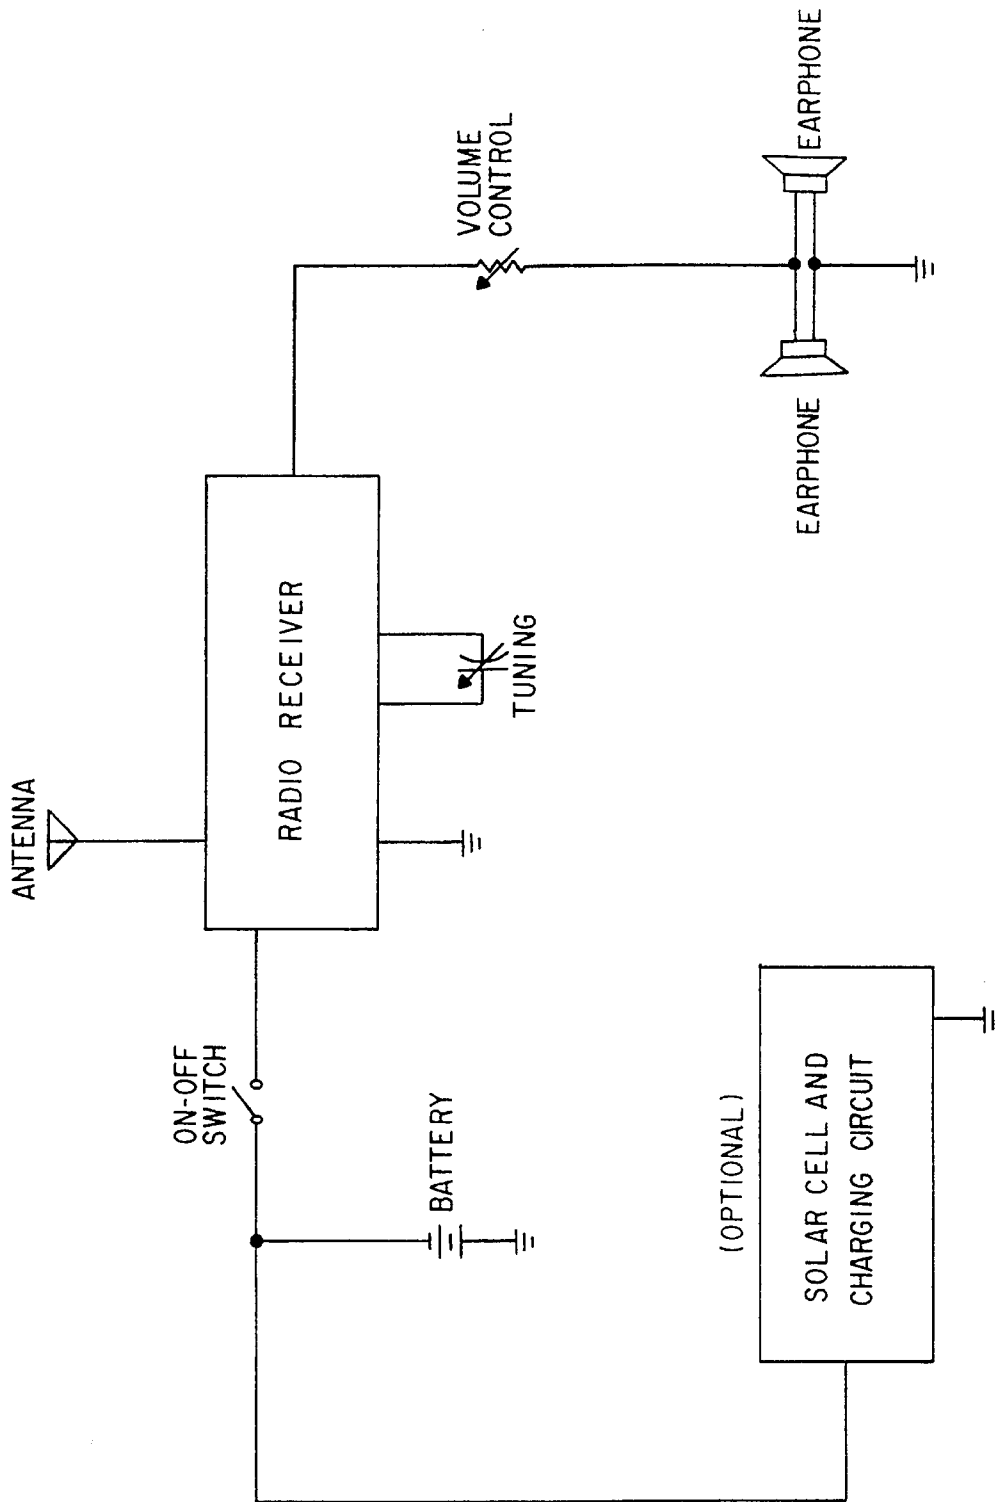 ANTENNA
ON-OFF
SWITCH
RADIO RECEIVER
VOLUME
CONTROL
BATTERY
TUNING
(OPTIONAL)
SOLAR CELL AND
CHARGING CIRCUIT
EARPHONE
EARPHONE